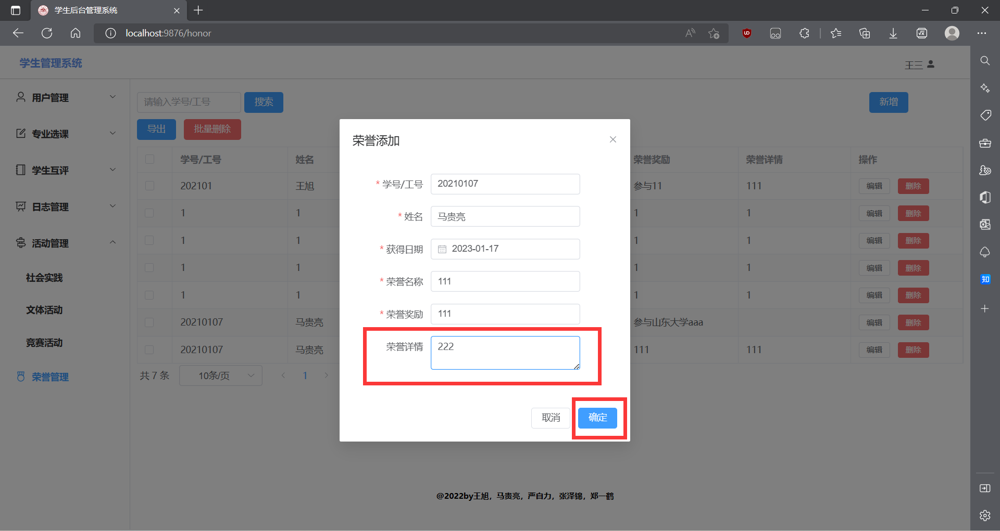 学生后台管理系统
localhost:9876/honor
学生管理系统
王三
用户管理
专业选课
学生互评
日志管理
活动管理
社会实践
文体活动
竞赛活动
荣誉管理
请输入学号/工号 搜索 新增
导出 批量删除
学号/工号 姓名 荣誉奖励 荣誉详情 操作
202101 王旭 参与11 111 编辑 删除
1 1 1 1 编辑 删除
1 1 1 1 编辑 删除
1 1 1 1 编辑 删除
1 1 1 1 编辑 删除
20210107 马贵亮 参与山东大学aaa 编辑 删除
20210107 马贵亮 111 111 编辑 删除
共 7 条 10条/页 1
荣誉添加
* 学号/工号 20210107
* 姓名 马贵亮
* 获得日期 2023-01-17
* 荣誉名称 111
* 荣誉奖励 111
荣誉详情 222
取消 确定
@2022by王旭，马贵亮，严自力，张泽锦，郑一鹤
知